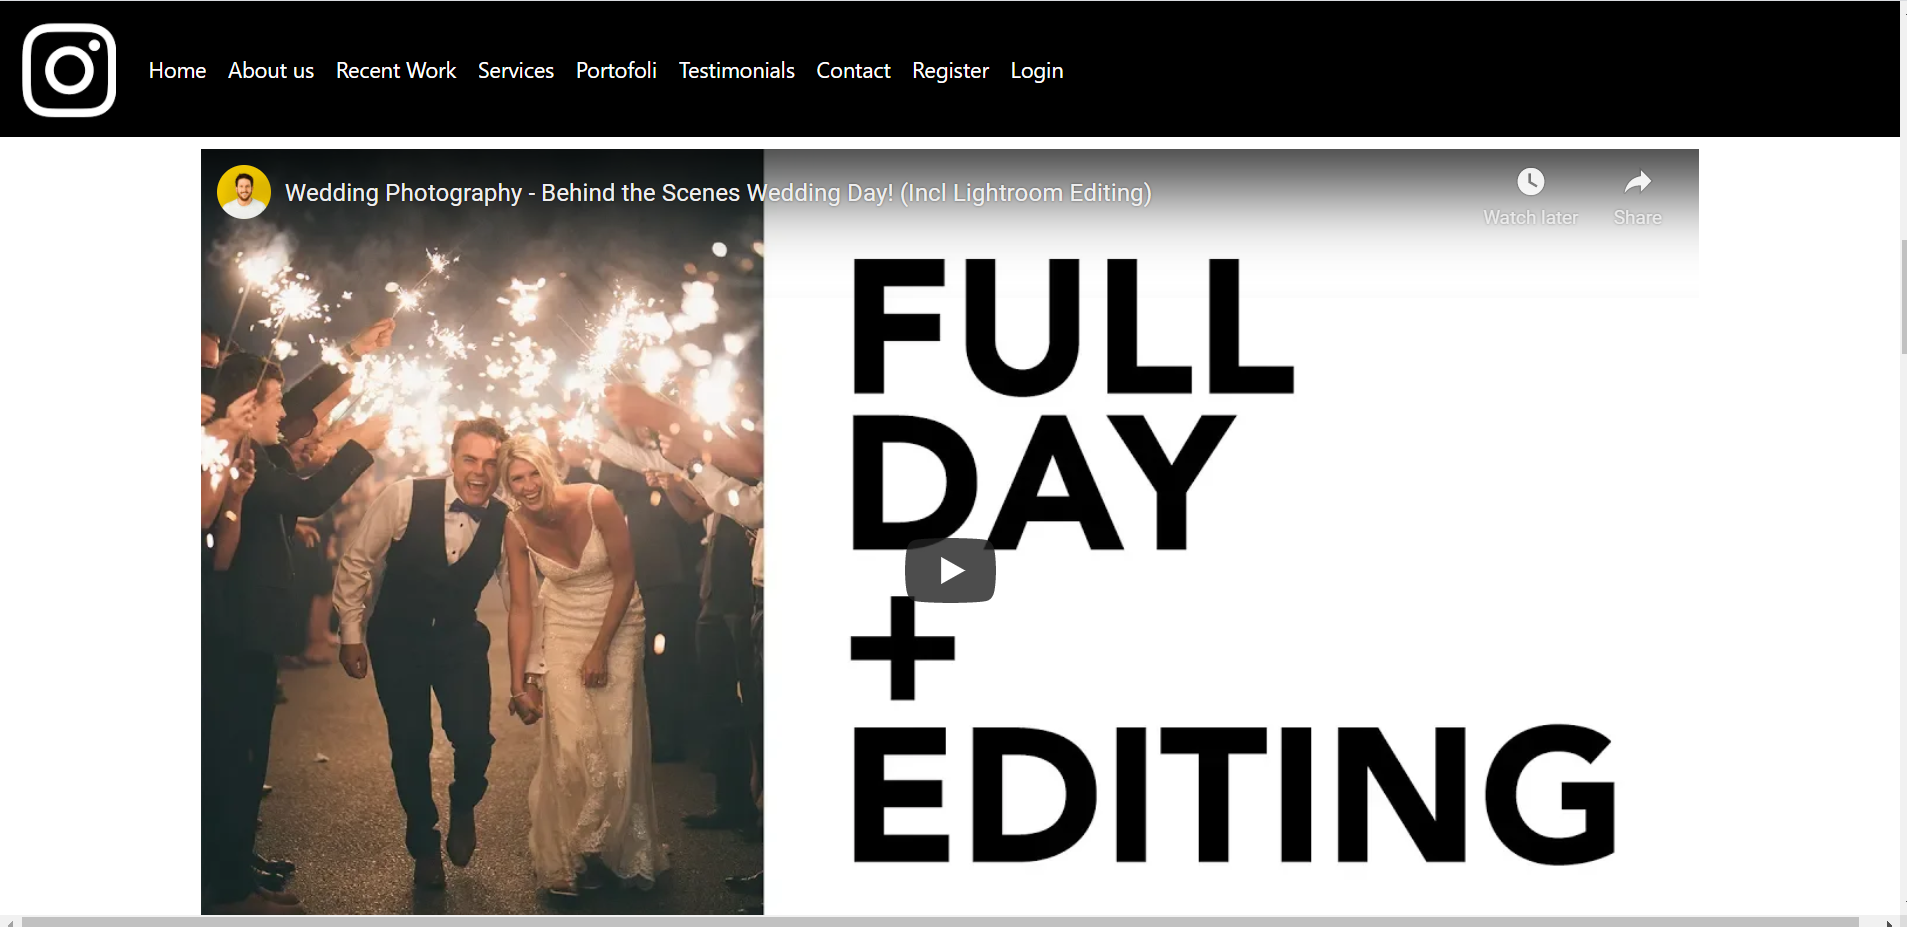 Home About us Recent Work Services Portofoli Testimonials Contact Register Login
Wedding Photography - Behind the Scenes Wedding Day! (Incl Lightroom Editing)
Watch later Share
FULL
DAY
+
EDITING